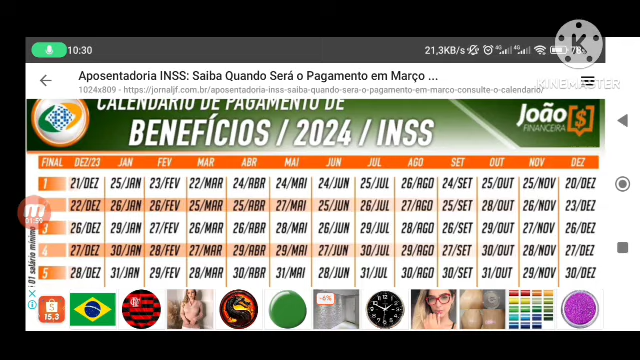 10:30
21,3KB/s 4G 4G
KINEMASTER
Aposentadoria INSS: Saiba Quando Será o Pagamento em Março ...
1024x809 - https://jornaljf.com.br/aposentadoria-inss-saiba-quando-sera-o-pagamento-em-marco-consulte-o-calendario/
CALENDÁRIO DE PAGAMENTO DE
BENEFÍCIOS / 2024 / INSS
João
FINANCEIRA
FINAL DEZ/23 JAN FEV MAR ABR MAI JUN JUL AGO SET OUT NOV DEZ
1 21/DEZ 25/JAN 23/FEV 22/MAR 24/ABR 24/MAI 24/JUN 25/JUL 26/AGO 24/SET 25/OUT 25/NOV 20/DEZ
22/DEZ 26/JAN 26/FEV 25/MAR 25/ABR 27/MAI 25/JUN 26/JUL 27/AGO 25/SET 28/OUT 26/NOV 23/DEZ
01:59
3 26/DEZ 29/JAN 27/FEV 26/MAR 26/ABR 28/MAI 26/JUN 29/JUL 28/AGO 26/SET 29/OUT 27/NOV 26/DEZ
4 27/DEZ 30/JAN 28/FEV 27/MAR 29/ABR 29/MAI 27/JUN 30/JUL 29/AGO 27/SET 30/OUT 28/NOV 27/DEZ
5 28/DEZ 31/JAN 29/FEV 28/MAR 30/ABR 31/MAI 28/JUN 31/JUL 30/AGO 30/SET 31/OUT 29/NOV 30/DEZ
01 salário mínimo
15.3
-6%